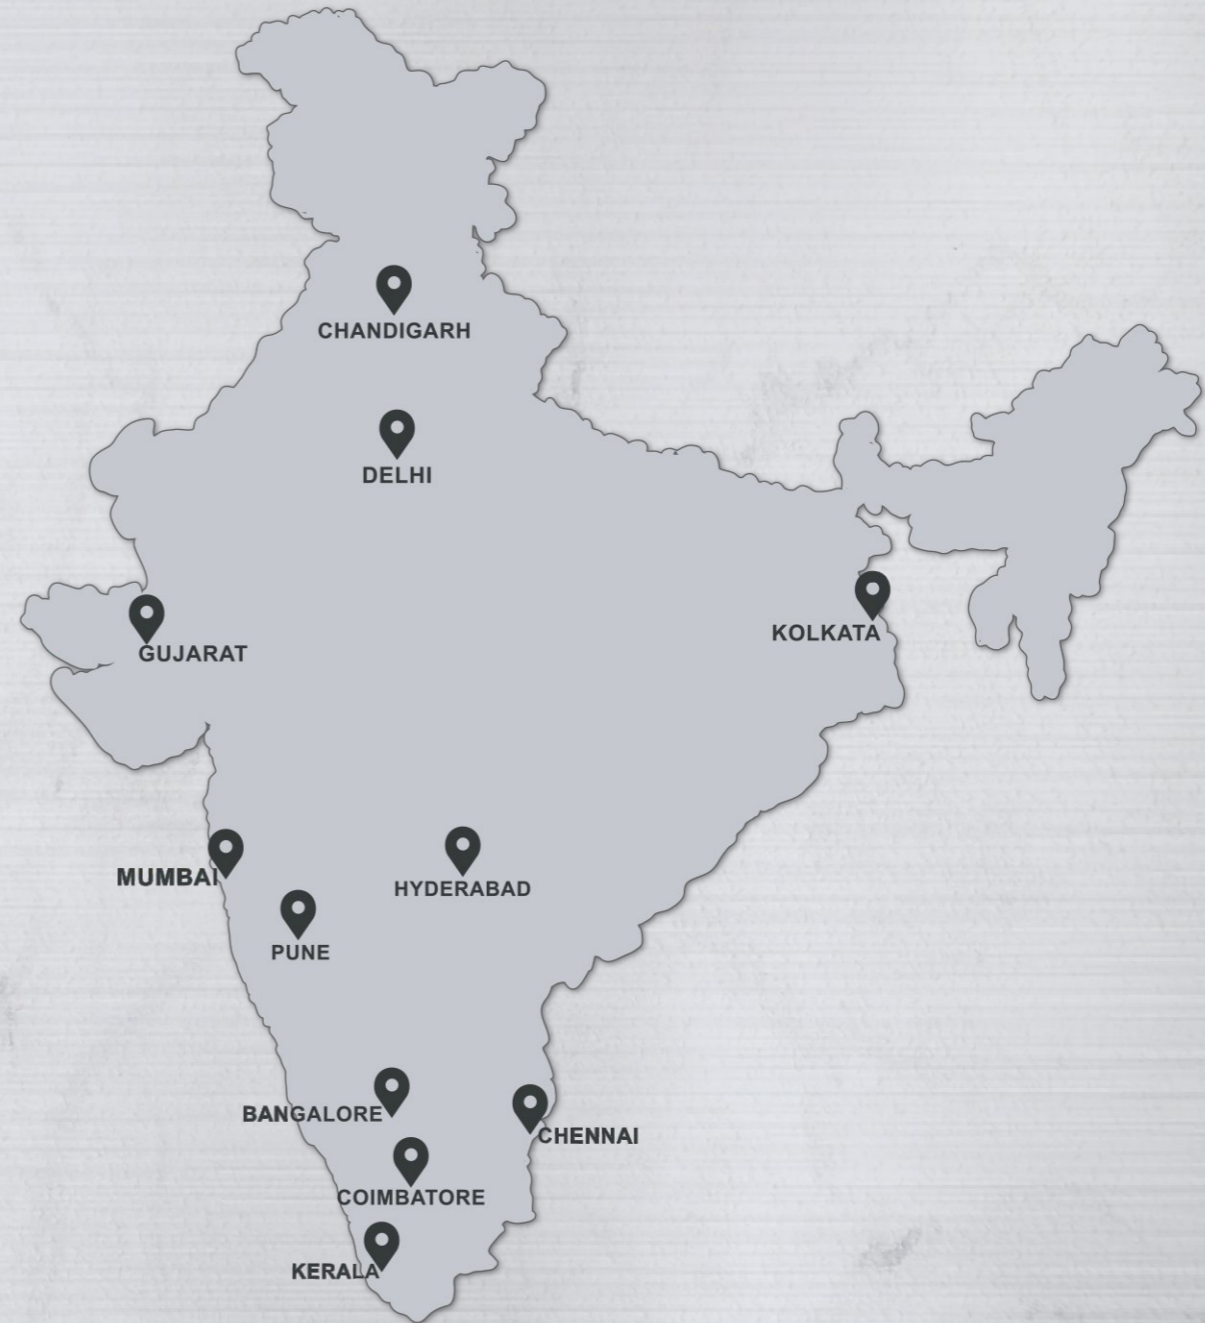 CHANDIGARH
DELHI
KOLKATA
GUJARAT
MUMBAI
HYDERABAD
PUNE
BANGALORE
CHENNAI
COIMBATORE
KERALA